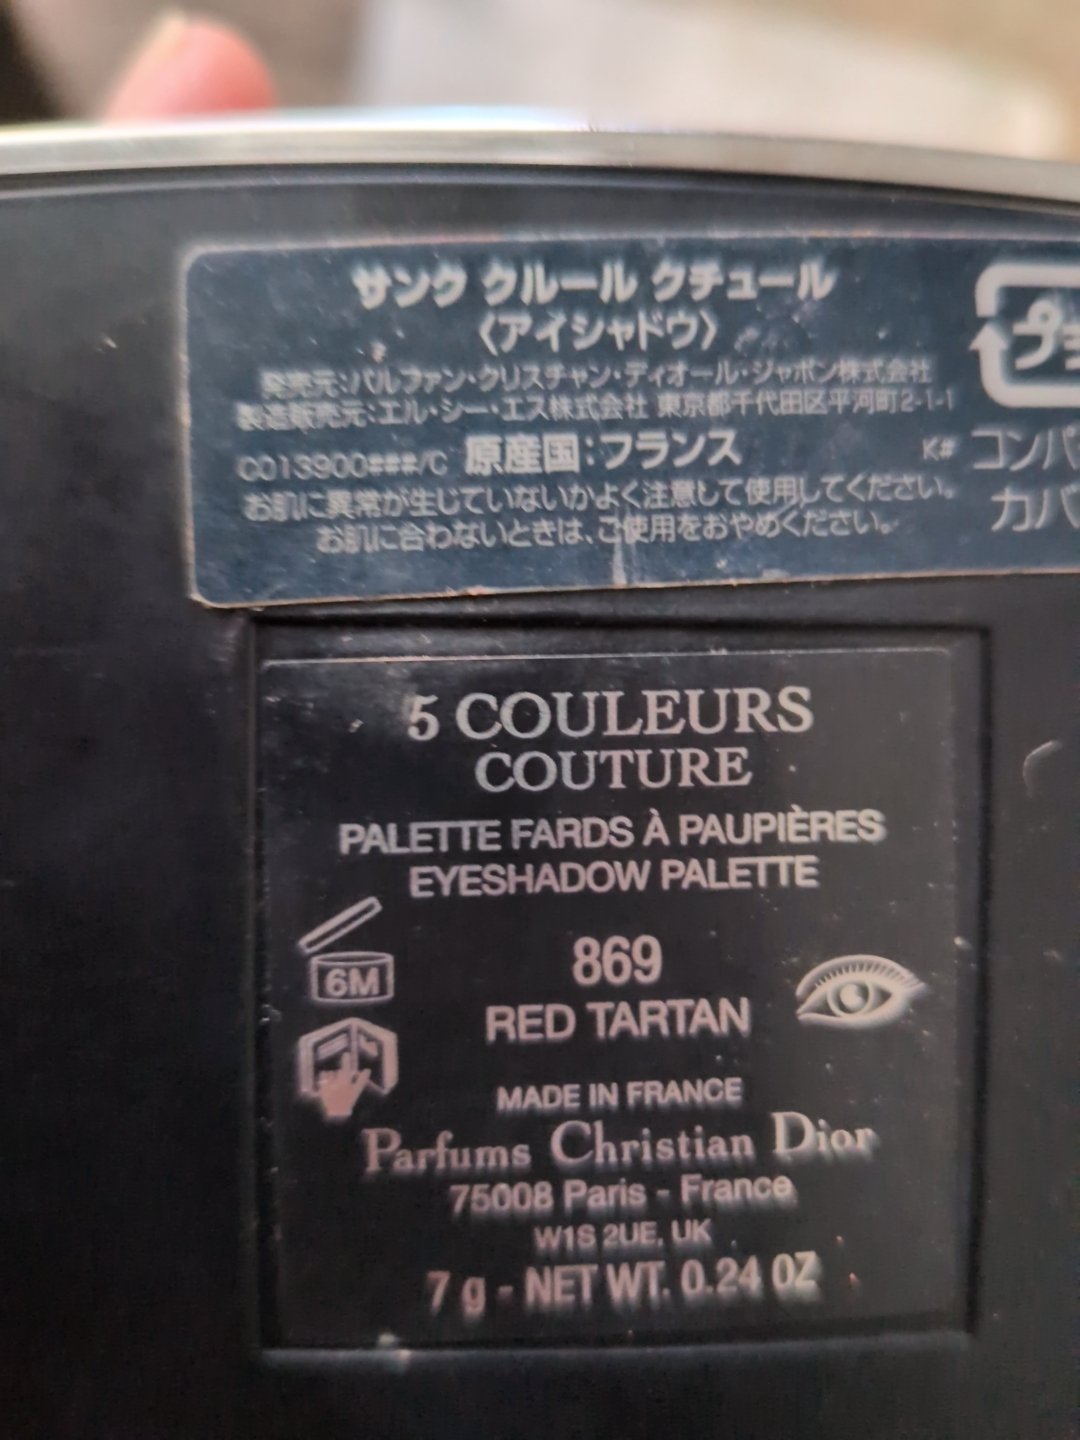 サンク クルール クチュール
〈アイシャドウ〉
発売元：パルファン・クリスチャン・ディオール・ジャポン株式会社
製造販売元：エル・シー・エス株式会社 東京都千代田区平河町2-1-1
C013900###/C 原産国：フランス
お肌に異常が生じていないかよく注意して使用してください。
お肌に合わないときは、ご使用をおやめください。
プラ
K# コンパ
カバ
5 COULEURS
COUTURE
PALETTE FARDS À PAUPIÈRES
EYESHADOW PALETTE
6M
869
RED TARTAN
MADE IN FRANCE
Parfums Christian Dior
75008 Paris - France
W1S 2UE, UK
7 g - NET WT. 0.24 OZ